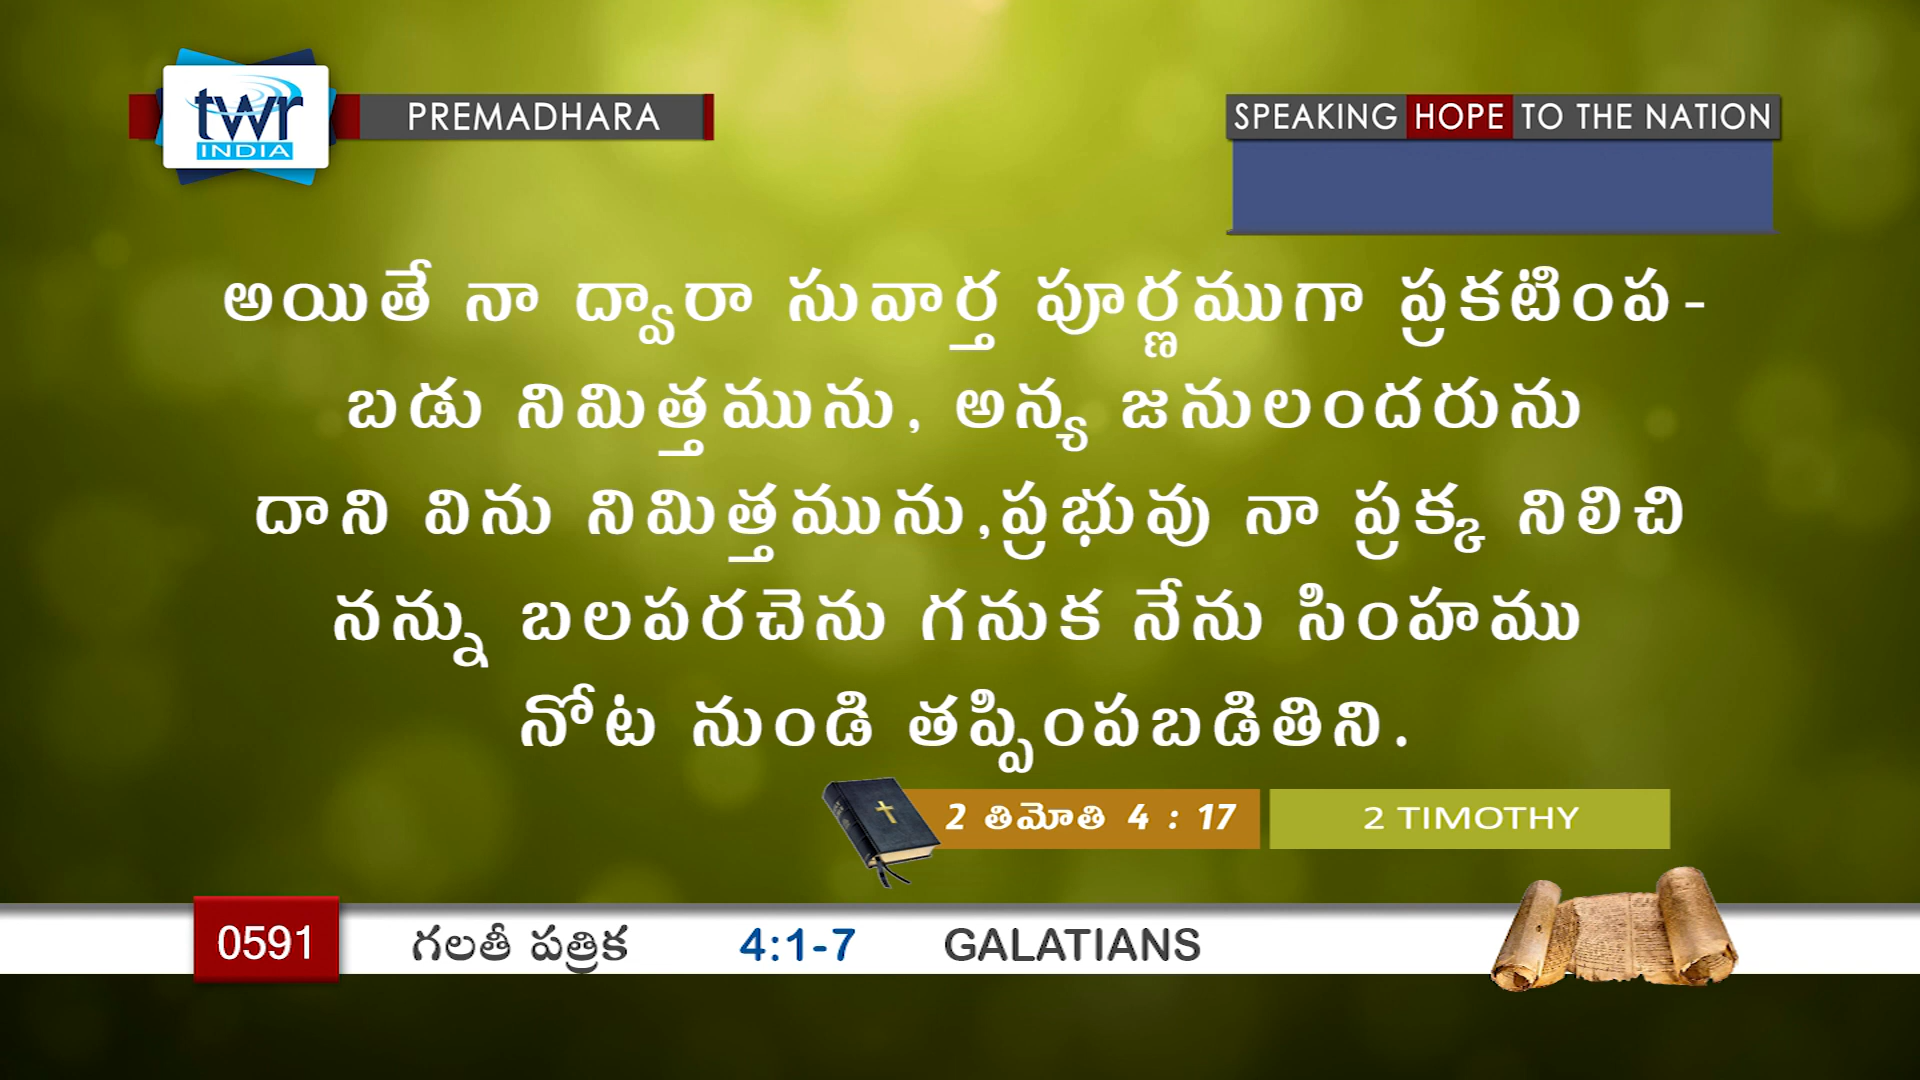 twr
INDIA
PREMADHARA
SPEAKING HOPE TO THE NATION
అయితే నా ద్వారా సువార్త పూర్ణముగా ప్రకటింప-
బడు నిమిత్తమును, అన్య జనులందరును
దాని విను నిమిత్తమును,ప్రభువు నా ప్రక్క నిలిచి
నన్ను బలపరచెను గనుక నేను సింహము
నోట నుండి తప్పింపబడితిని.
2 తిమోతి 4 : 17
2 TIMOTHY
0591 గలతీ పత్రిక 4:1-7 GALATIANS